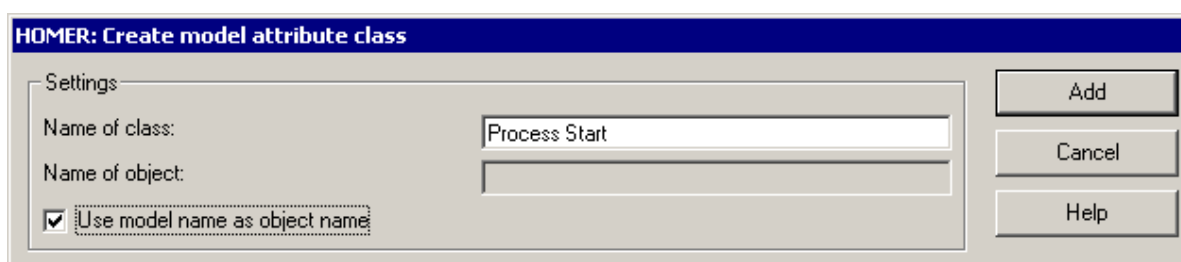 HOMER: Create model attribute class
Settings
Add
Name of class:
Process Start
Cancel
Name of object:
Use model name as object name
Help